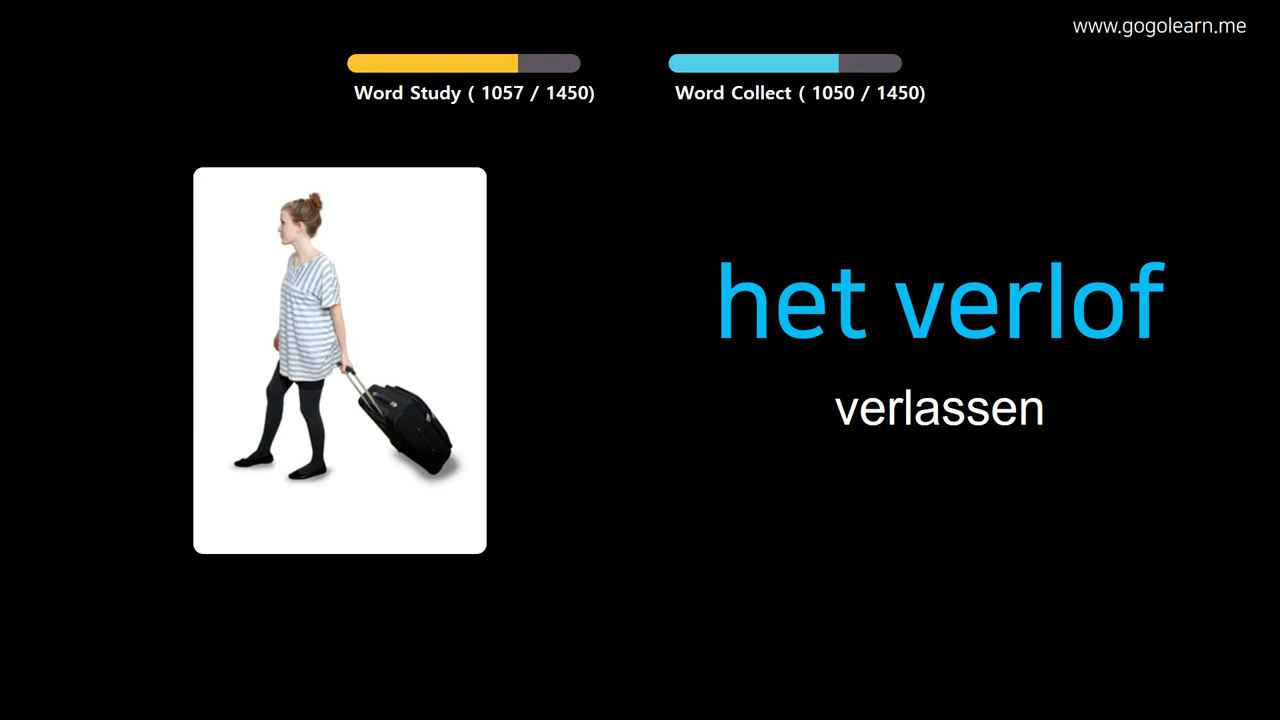 www.gogolearn.me
Word Study ( 1057 / 1450)
Word Collect ( 1050 / 1450)
het verlof
verlassen